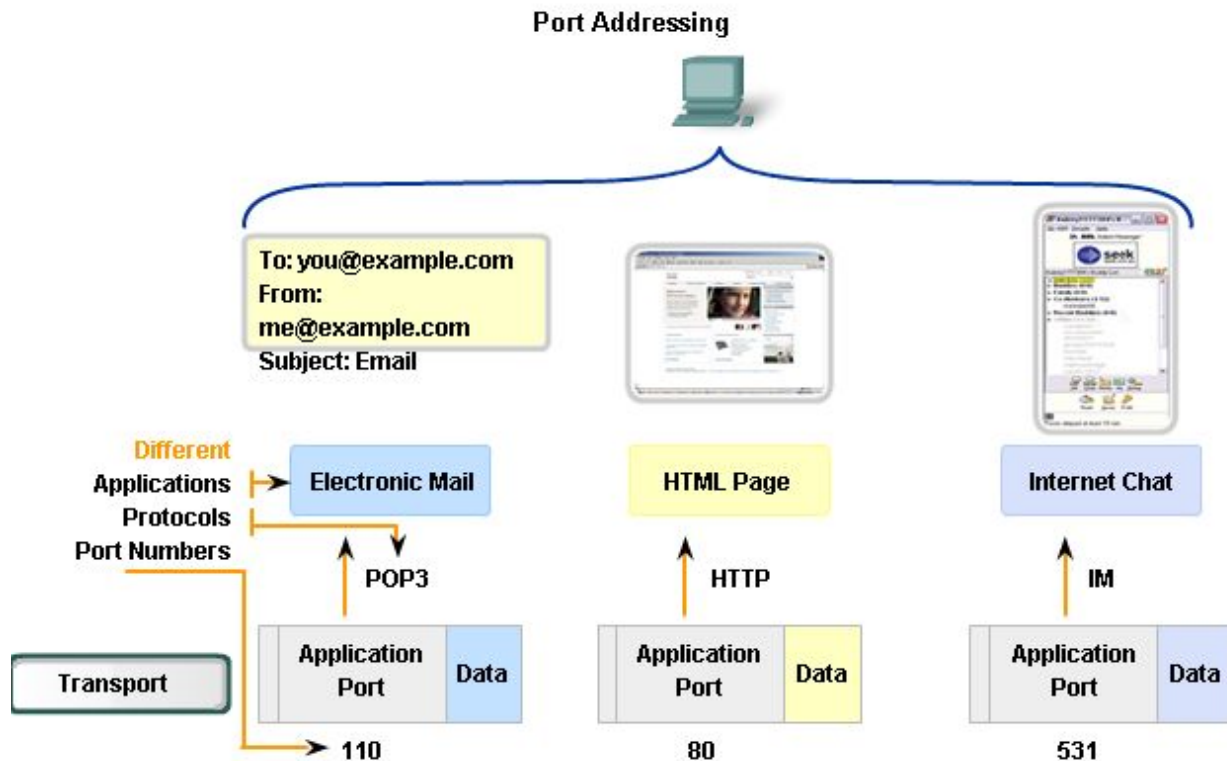 Port Addressing
To: you@example.com
From:
me@example.com
Subject: Email
seek
Different
Applications
Protocols
Port Numbers
Electronic Mail
HTML Page
Internet Chat
POP3
HTTP
IM
Transport
Application
Port
Data
Application
Port
Data
Application
Port
Data
110
80
531